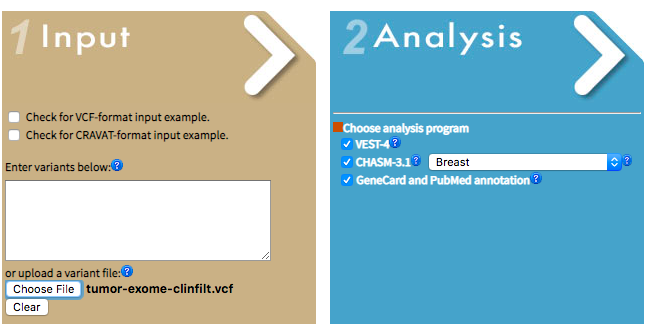 1 Input
Check for VCF-format input example.
Check for CRAVAT-format input example.
Enter variants below:?
or upload a variant file:?
Choose File tumor-exome-clinfilt.vcf
Clear
2 Analysis
Choose analysis program
VEST-4?
CHASM-3.1? Breast ?
GeneCard and PubMed annotation?